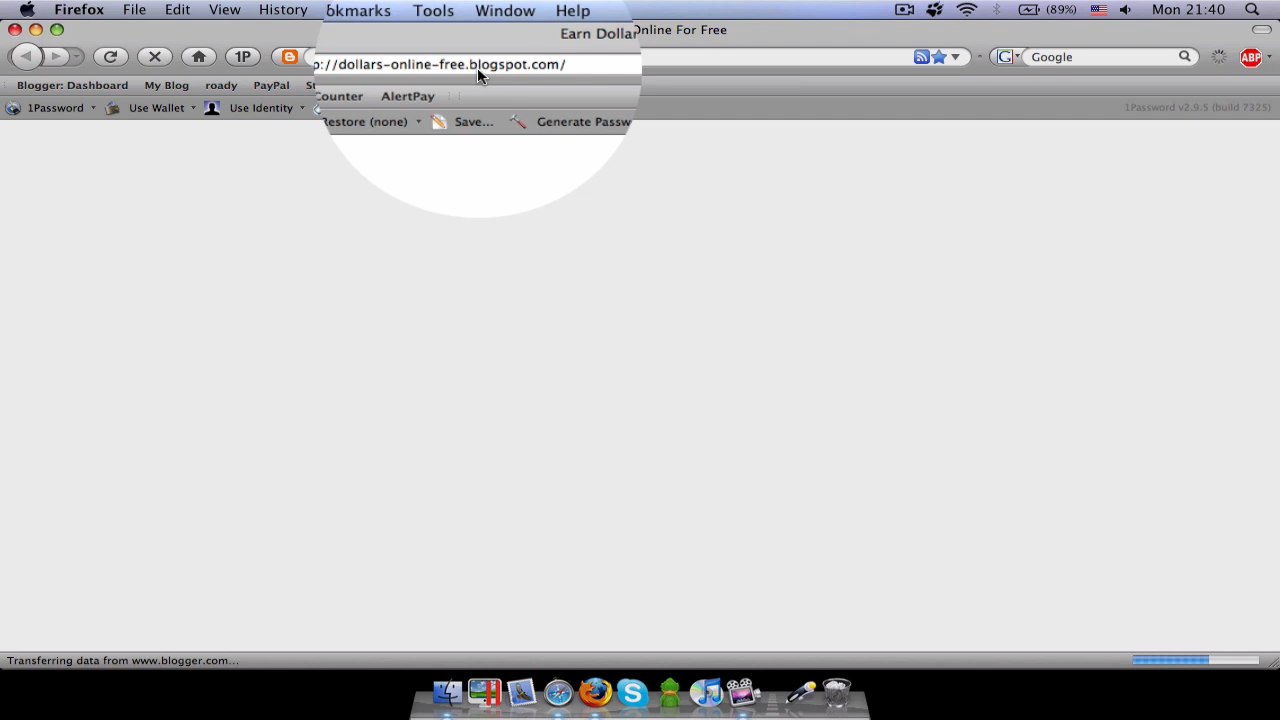 Firefox File Edit View History okmarks Tools Window Help (89%) Mon 21:40
Earn Dollar Online For Free
1P p://dollars-online-free.blogspot.com/ G Google ABP
Blogger: Dashboard My Blog roady PayPal Counter AlertPay
1Password Use Wallet Use Identity Restore (none) Save... Generate Passw 1Password v2.9.5 (build 7325)
Transferring data from www.blogger.com...